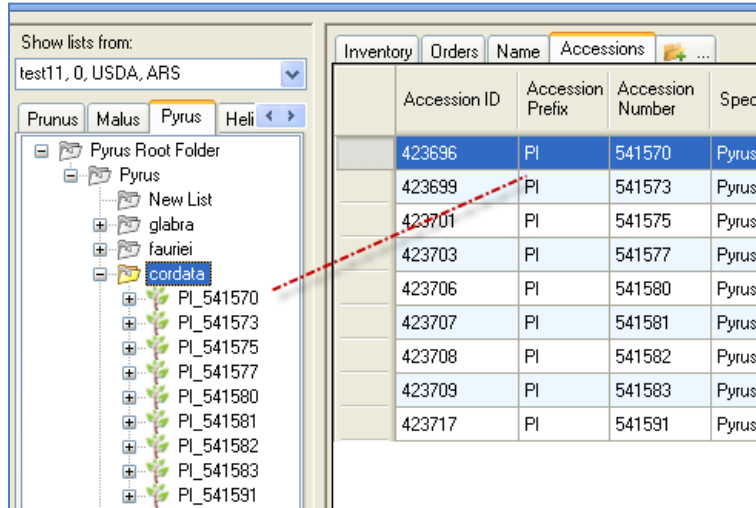 Show lists from:
test11, 0, USDA, ARS
Prunus Malus Pyrus Heli
Pyrus Root Folder
Pyrus
New List
glabra
fauriei
cordata
PI_541570
PI_541573
PI_541575
PI_541577
PI_541580
PI_541581
PI_541582
PI_541583
PI_541591
Inventory Orders Name Accessions ...
Accession ID Accession Prefix Accession Number Spec
423696 PI 541570 Pyrus
423699 PI 541573 Pyrus
423701 PI 541575 Pyrus
423703 PI 541577 Pyrus
423706 PI 541580 Pyrus
423707 PI 541581 Pyrus
423708 PI 541582 Pyrus
423709 PI 541583 Pyrus
423717 PI 541591 Pyrus